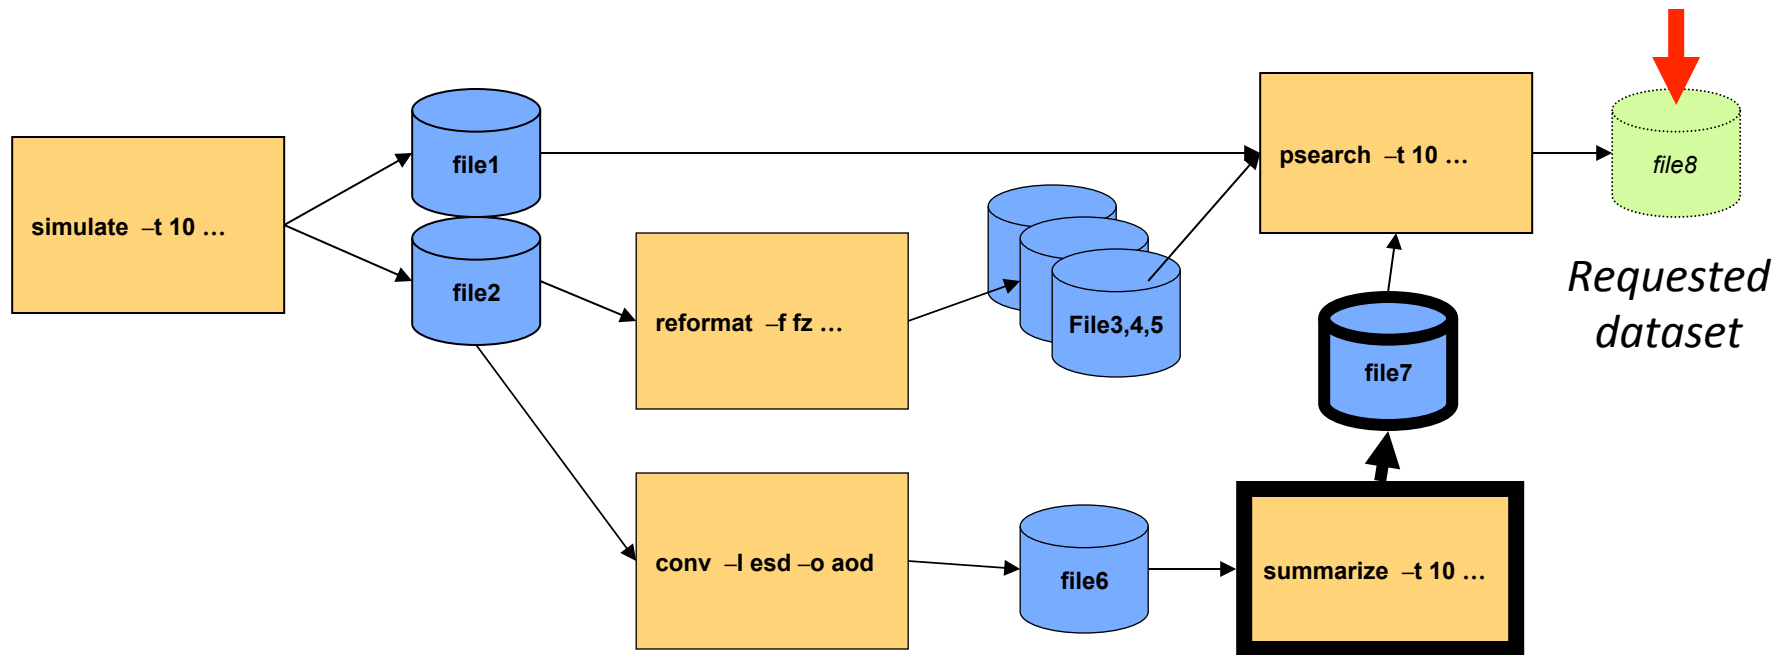 simulate –t 10 …
file1
file2
reformat –f fz …
File3,4,5
psearch –t 10 …
file8
Requested
dataset
file7
conv –I esd –o aod
file6
summarize –t 10 …